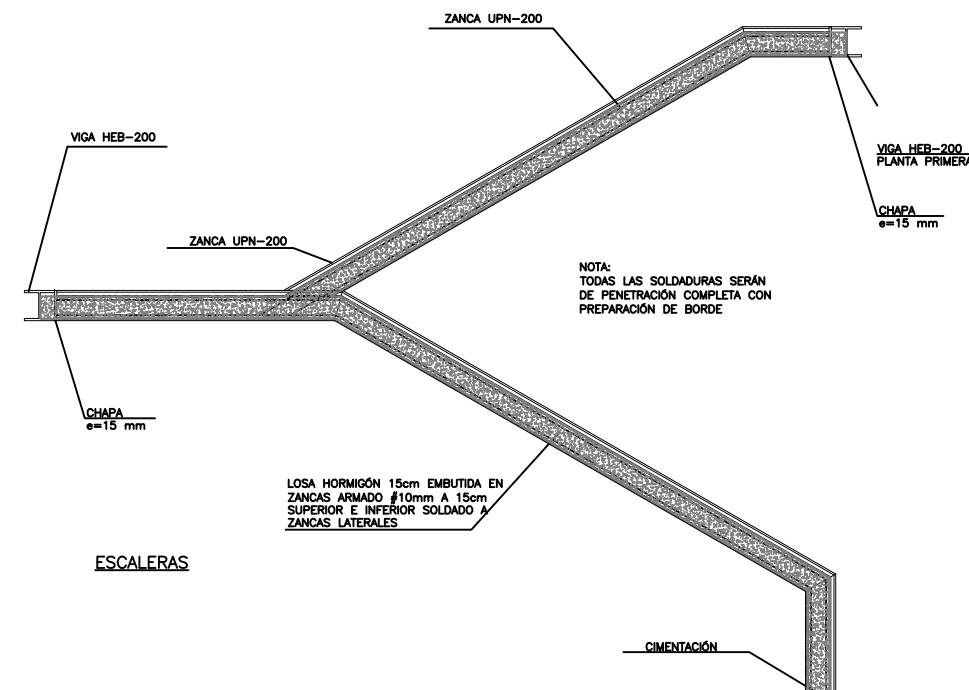 ZANCA UPN-200
VIGA HEB-200
VIGA HEB-200
PLANTA PRIMERA
CHAPA
e=15 mm
ZANCA UPN-200
NOTA:
TODAS LAS SOLDADURAS SERÁN
DE PENETRACIÓN COMPLETA CON
PREPARACIÓN DE BORDE
CHAPA
e=15 mm
LOSA HORMIGÓN 15cm EMBUTIDA EN
ZANCAS ARMADO #10mm A 15cm
SUPERIOR E INFERIOR SOLDADO A
ZANCAS LATERALES
ESCALERAS
CIMENTACIÓN